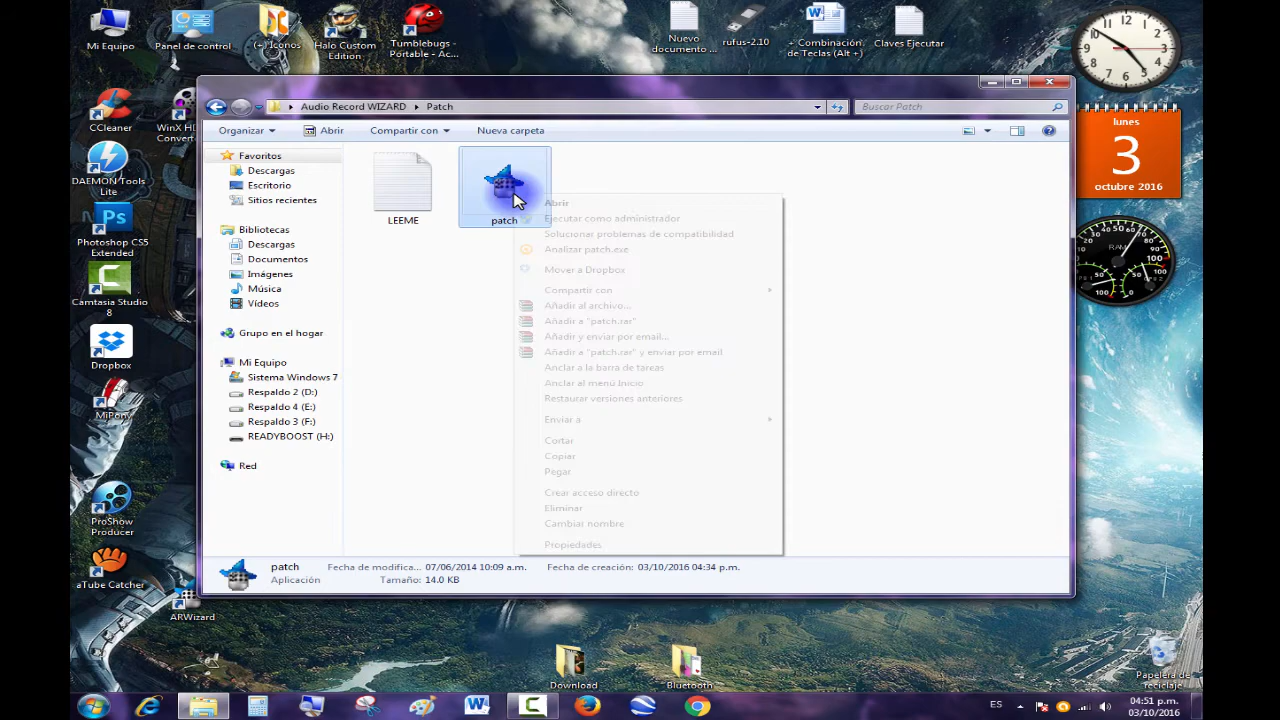 Mi Equipo
Panel de control
(+) Iconos
Halo Custom
Edition
Tumblebugs -
Portable - Ac...
Nuevo
documento ...
rufus-2.10
+ Combinación
de Teclas (Alt +)
Claves Ejecutar
CCleaner
WinX HD
Convert
DAEMON Tools
Lite
Photoshop CS5
Extended
Camtasia Studio
8
Dropbox
MiPony
ProShow
Producer
aTube Catcher
ARWizard
Audio Record WIZARD
Patch
Buscar Patch
Organizar
Abrir
Compartir con
Nueva carpeta
Favoritos
Descargas
Escritorio
Sitios recientes
Bibliotecas
Descargas
Documentos
Imágenes
Música
Vídeos
Grupo en el hogar
Mi Equipo
Sistema Windows 7
Respaldo 2 (D:)
Respaldo 4 (E:)
Respaldo 3 (F:)
READYBOOST (H:)
Red
LEEME
patch
Abrir
Ejecutar como administrador
Solucionar problemas de compatibilidad
Analizar patch.exe
Mover a Dropbox
Compartir con
Añadir al archivo...
Añadir a "patch.rar"
Añadir y enviar por email...
Añadir a "patch.rar" y enviar por email
Anclar a la barra de tareas
Anclar al menú Inicio
Restaurar versiones anteriores
Enviar a
Cortar
Copiar
Pegar
Crear acceso directo
Eliminar
Cambiar nombre
Propiedades
patch
Fecha de modifica... 07/06/2014 10:09 a.m.
Fecha de creación: 03/10/2016 04:34 p.m.
Aplicación
Tamaño: 14.0 KB
lunes
3
octubre 2016
RAM
Download
Bluetooth
Papelera de
reciclaje
ES
04:51 p.m.
03/10/2016